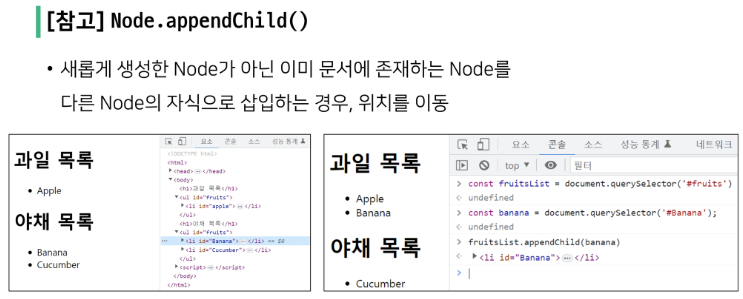 [참고] Node.appendChild()
• 새롭게 생성한 Node가 아닌 이미 문서에 존재하는 Node를
다른 Node의 자식으로 삽입하는 경우, 위치를 이동
과일 목록
• Apple
야채 목록
• Banana
• Cucumber
요소 콘솔 소스 성능 통계
<!DOCTYPE html>
<html>
▶<head>⋯</head>
▼<body>
<h1>과일 목록</h1>
▼<ul id="fruits">
▶<li id="apple">⋯</li>
</ul>
<h1>야채 목록</h1>
▼<ul id="fruits">
⋯ ▶<li id="Banana">⋯</li> == $0
▶<li id="Cucumber">⋯</li>
</ul>
▶<script>⋯</script>
</body>
</html>
과일 목록
• Apple
• Banana
야채 목록
• Cucumber
요소 콘솔 소스 성능 통계 네트워크
top ▼ 필터
> const fruitsList = document.querySelector('#fruits')
< undefined
> const banana = document.querySelector('#Banana');
< undefined
> fruitsList.appendChild(banana)
< ▶<li id="Banana">⋯</li>
>